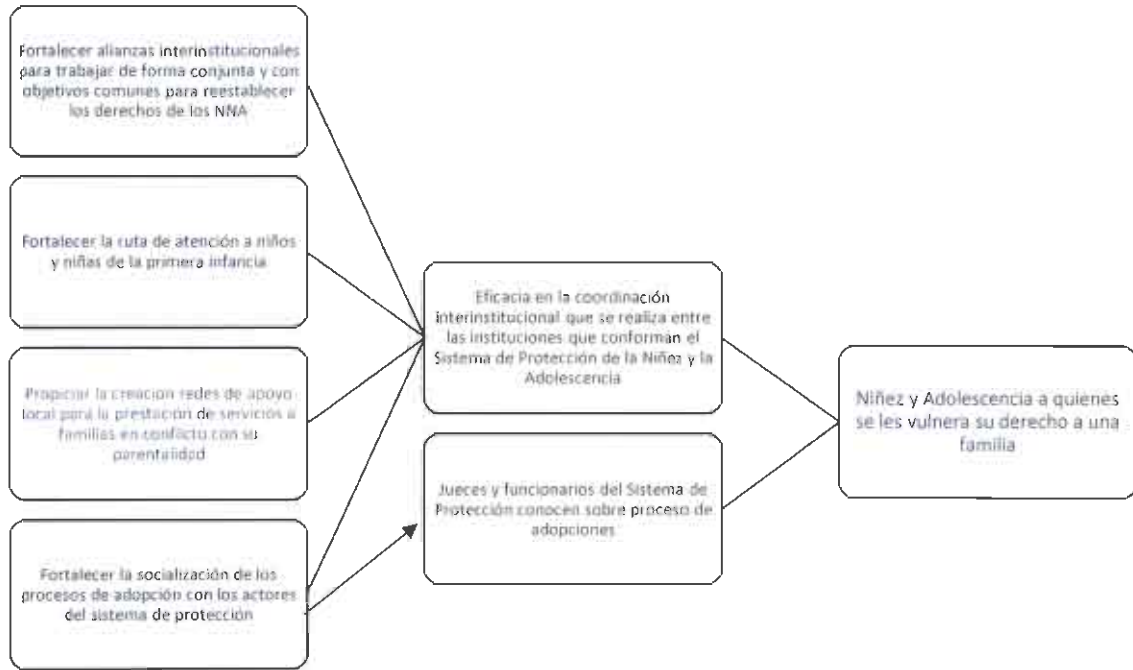 Fortalecer alianzas interinstitucionales
para trabajar de forma conjunta y con
objetivos comunes para reestablecer
los derechos de los NNA
Fortalecer la ruta de atención a niños
y niñas de la primera infancia
Propiciar la creacion redes de apoyo
local para la prestación de servicios a
familias en conflicto con su
parentalidad
Fortalecer la socialización de los
procesos de adopción con los actores
del sistema de protección
Eficacia en la coordinación
interinstitucional que se realiza entre
las instituciones que conforman el
Sistema de Protección de la Niñez y la
Adolescencia
Jueces y funcionarios del Sistema de
Protección conocen sobre proceso de
adopciones
Niñez y Adolescencia a quienes
se les vulnera su derecho a una
familia